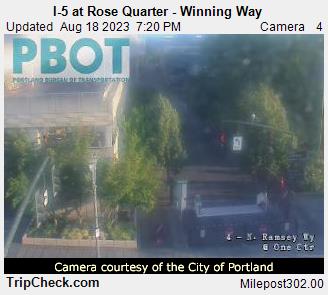 I-5 at Rose Quarter - Winning Way
Updated Aug 18 2023 7:20 PM Camera 4
PBOT
PORTLAND BUREAU OF TRANSPORTATION
4 - N. Ramsey Wy
@ One Ctr
Camera courtesy of the City of Portland
TripCheck.com Milepost302.00